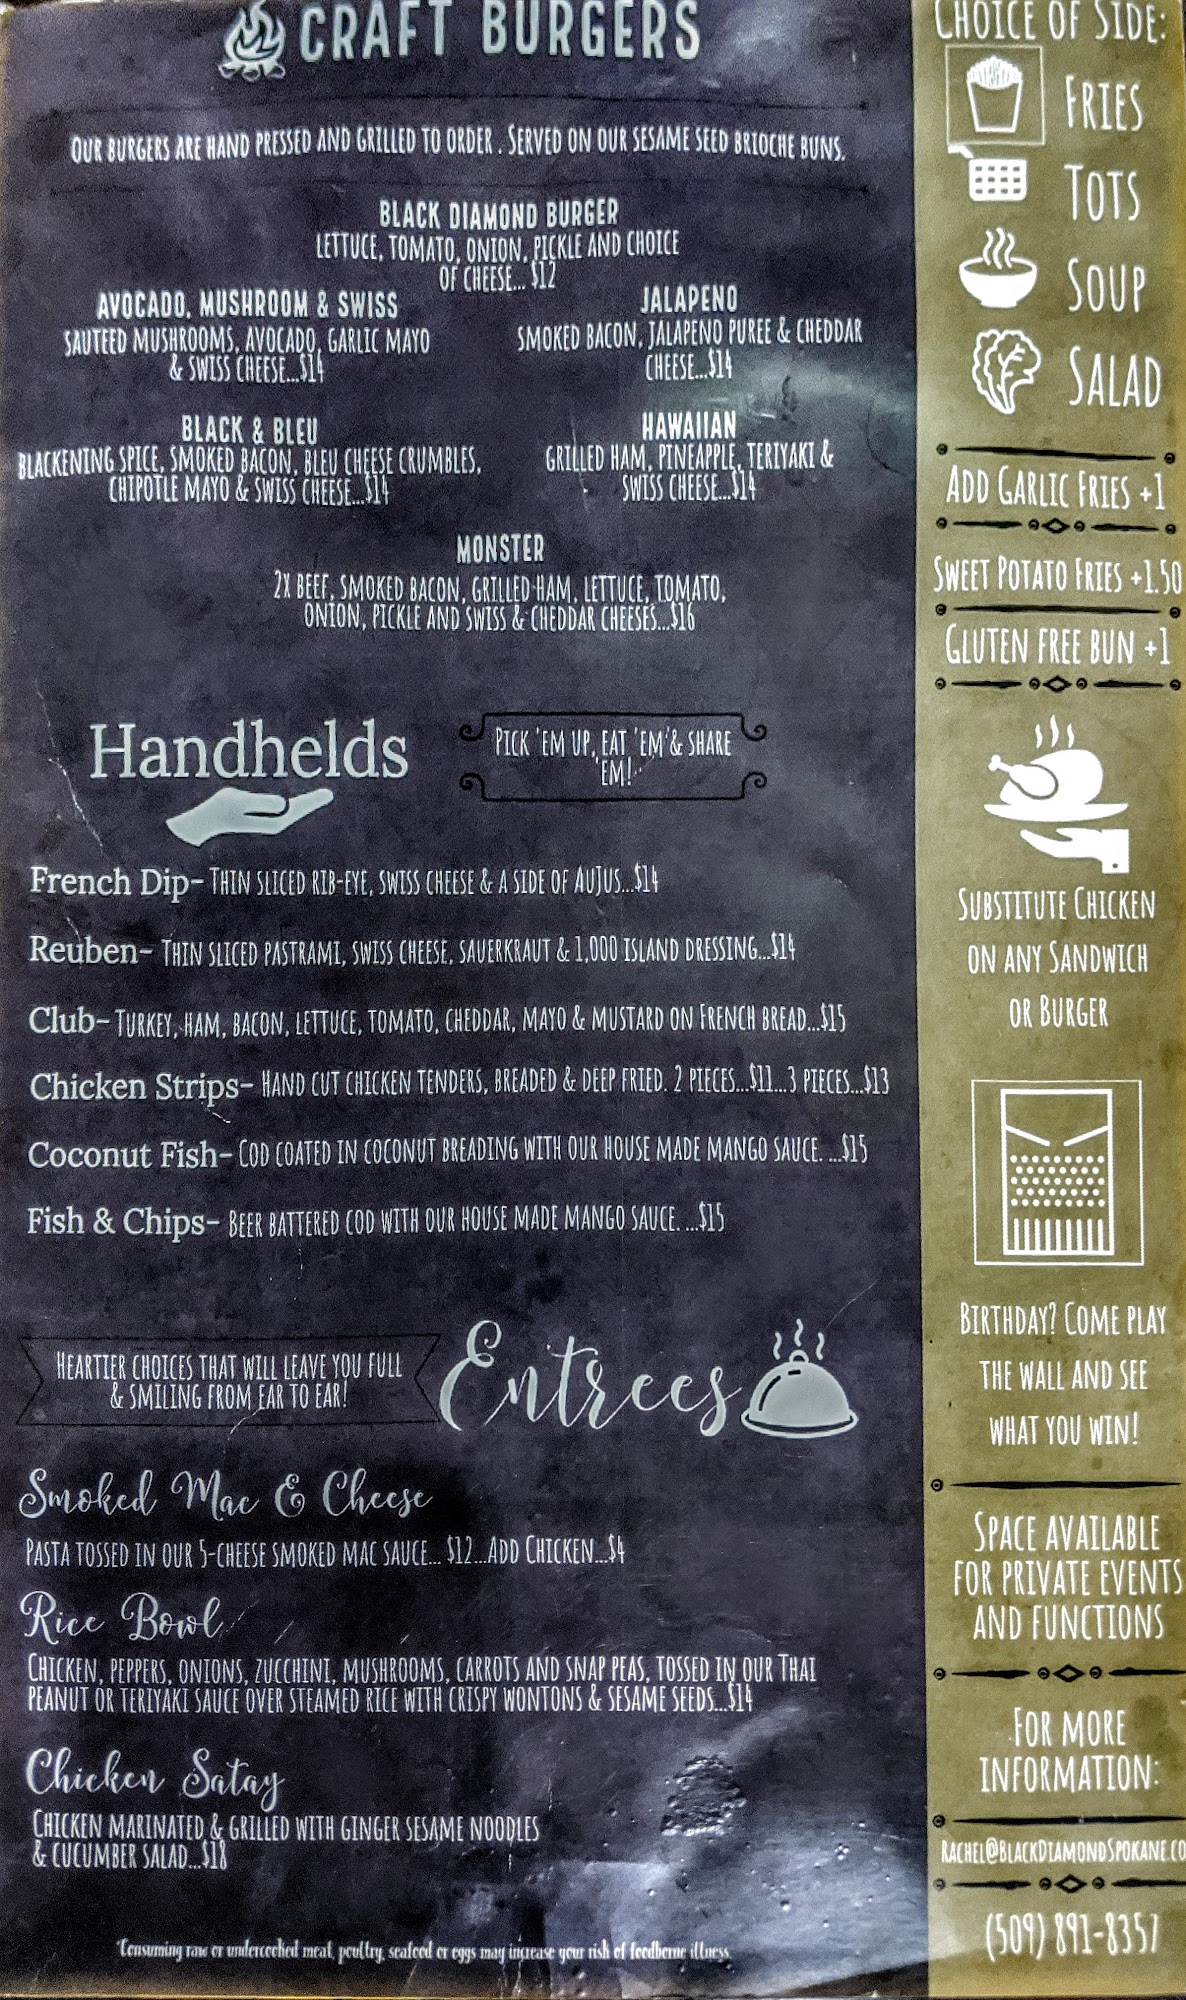 CRAFT BURGERS
OUR BURGERS ARE HAND PRESSED AND GRILLED TO ORDER. SERVED ON OUR SESAME SEED BRIOCHE BUNS.
BLACK DIAMOND BURGER
LETTUCE, TOMATO, ONION, PICKLE AND CHOICE
OF CHEESE... $12
AVOCADO, MUSHROOM & SWISS
SAUTEED MUSHROOMS, AVOCADO, GARLIC MAYO
& SWISS CHEESE...$14
JALAPENO
SMOKED BACON, JALAPENO PUREE & CHEDDAR
CHEESE...$14
BLACK & BLEU
BLACKENING SPICE, SMOKED BACON, BLEU CHEESE CRUMBLES,
CHIPOTLE MAYO & SWISS CHEESE...$14
HAWAIIAN
GRILLED HAM, PINEAPPLE, TERIYAKI &
SWISS CHEESE...$14
MONSTER
2X BEEF, SMOKED BACON, GRILLED HAM, LETTUCE, TOMATO,
ONION, PICKLE AND SWISS & CHEDDAR CHEESES...$16
Handhelds
PICK 'EM UP, EAT 'EM & SHARE
'EM!
French Dip- THIN SLICED RIB-EYE, SWISS CHEESE & A SIDE OF AUJUS...$14
Reuben- THIN SLICED PASTRAMI, SWISS CHEESE, SAUERKRAUT & 1,000 ISLAND DRESSING...$14
Club- TURKEY, HAM, BACON, LETTUCE, TOMATO, CHEDDAR, MAYO & MUSTARD ON FRENCH BREAD...$15
Chicken Strips- HAND CUT CHICKEN TENDERS, BREADED & DEEP FRIED. 2 PIECES...$11...3 PIECES...$13
Coconut Fish- COD COATED IN COCONUT BREADING WITH OUR HOUSE MADE MANGO SAUCE. ...$15
Fish & Chips- BEER BATTERED COD WITH OUR HOUSE MADE MANGO SAUCE. ...$15
HEARTIER CHOICES THAT WILL LEAVE YOU FULL
& SMILING FROM EAR TO EAR!
Entrees
Smoked Mac & Cheese
PASTA TOSSED IN OUR 5-CHEESE SMOKED MAC SAUCE... $12...ADD CHICKEN...$4
Rice Bowl
CHICKEN, PEPPERS, ONIONS, ZUCCHINI, MUSHROOMS, CARROTS AND SNAP PEAS, TOSSED IN OUR THAI
PEANUT OR TERIYAKI SAUCE OVER STEAMED RICE WITH CRISPY WONTONS & SESAME SEEDS...$14
Chicken Satay
CHICKEN MARINATED & GRILLED WITH GINGER SESAME NOODLES
& CUCUMBER SALAD...$18
*Consuming raw or undercooked meat, poultry, seafood or eggs may increase your risk of foodborne illness.
CHOICE OF SIDE:
FRIES
TOTS
SOUP
SALAD
ADD GARLIC FRIES +1
SWEET POTATO FRIES +1.50
GLUTEN FREE BUN +1
SUBSTITUTE CHICKEN
ON ANY SANDWICH
OR BURGER
BIRTHDAY? COME PLAY
THE WALL AND SEE
WHAT YOU WIN!
SPACE AVAILABLE
FOR PRIVATE EVENTS
AND FUNCTIONS
FOR MORE
INFORMATION:
RACHEL@BLACKDIAMONDSPOKANE.CO
(509) 891-8357